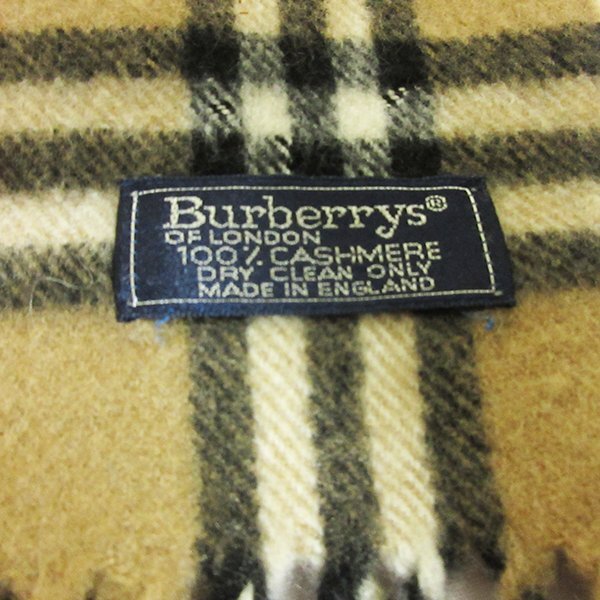 Burberrys®
OF LONDON
100% CASHMERE
DRY CLEAN ONLY
MADE IN ENGLAND